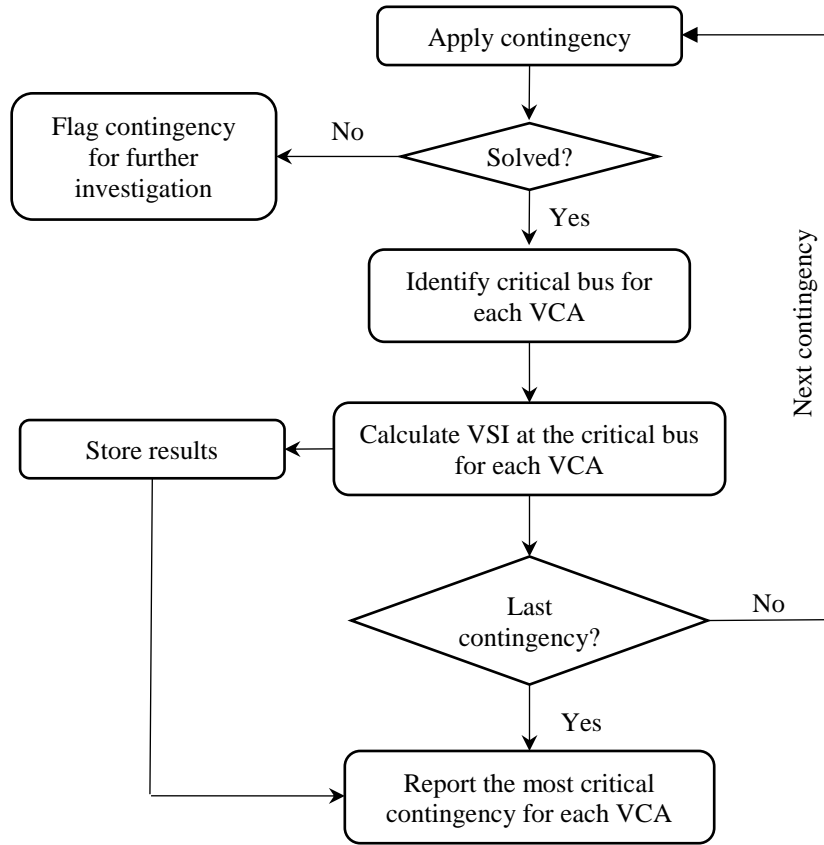 Apply contingency
Flag contingency
for further
investigation
No
Solved?
Yes
Identify critical bus for
each VCA
Next contingency
Store results
Calculate VSI at the critical bus
for each VCA
Last
contingency?
No
Yes
Report the most critical
contingency for each VCA